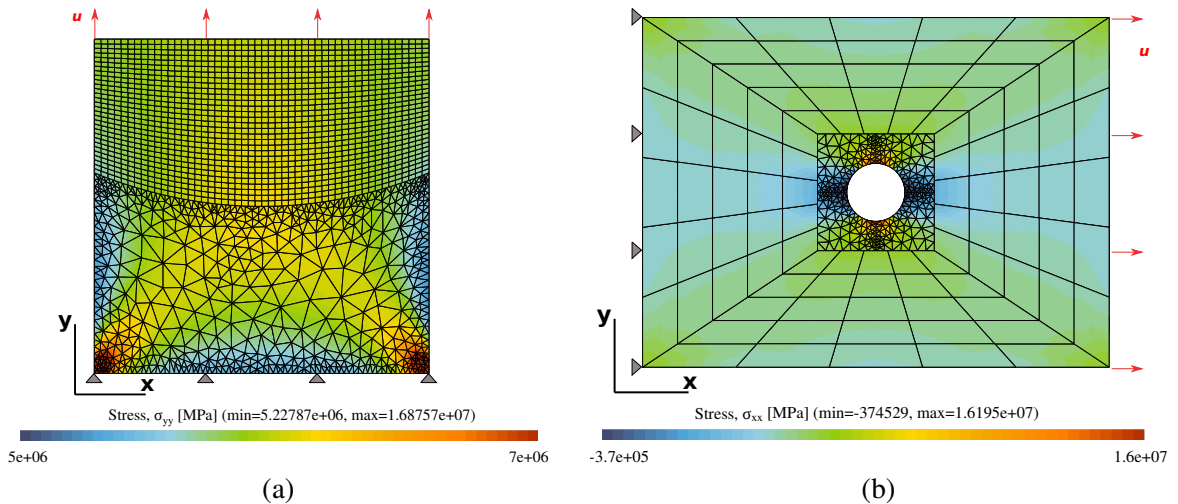 u
y
x
Stress, σyy [MPa] (min=5.22787e+06, max=1.68757e+07)
5e+06 7e+06
(a)
u
y
x
Stress, σxx [MPa] (min=-374529, max=1.6195e+07)
-3.7e+05 1.6e+07
(b)